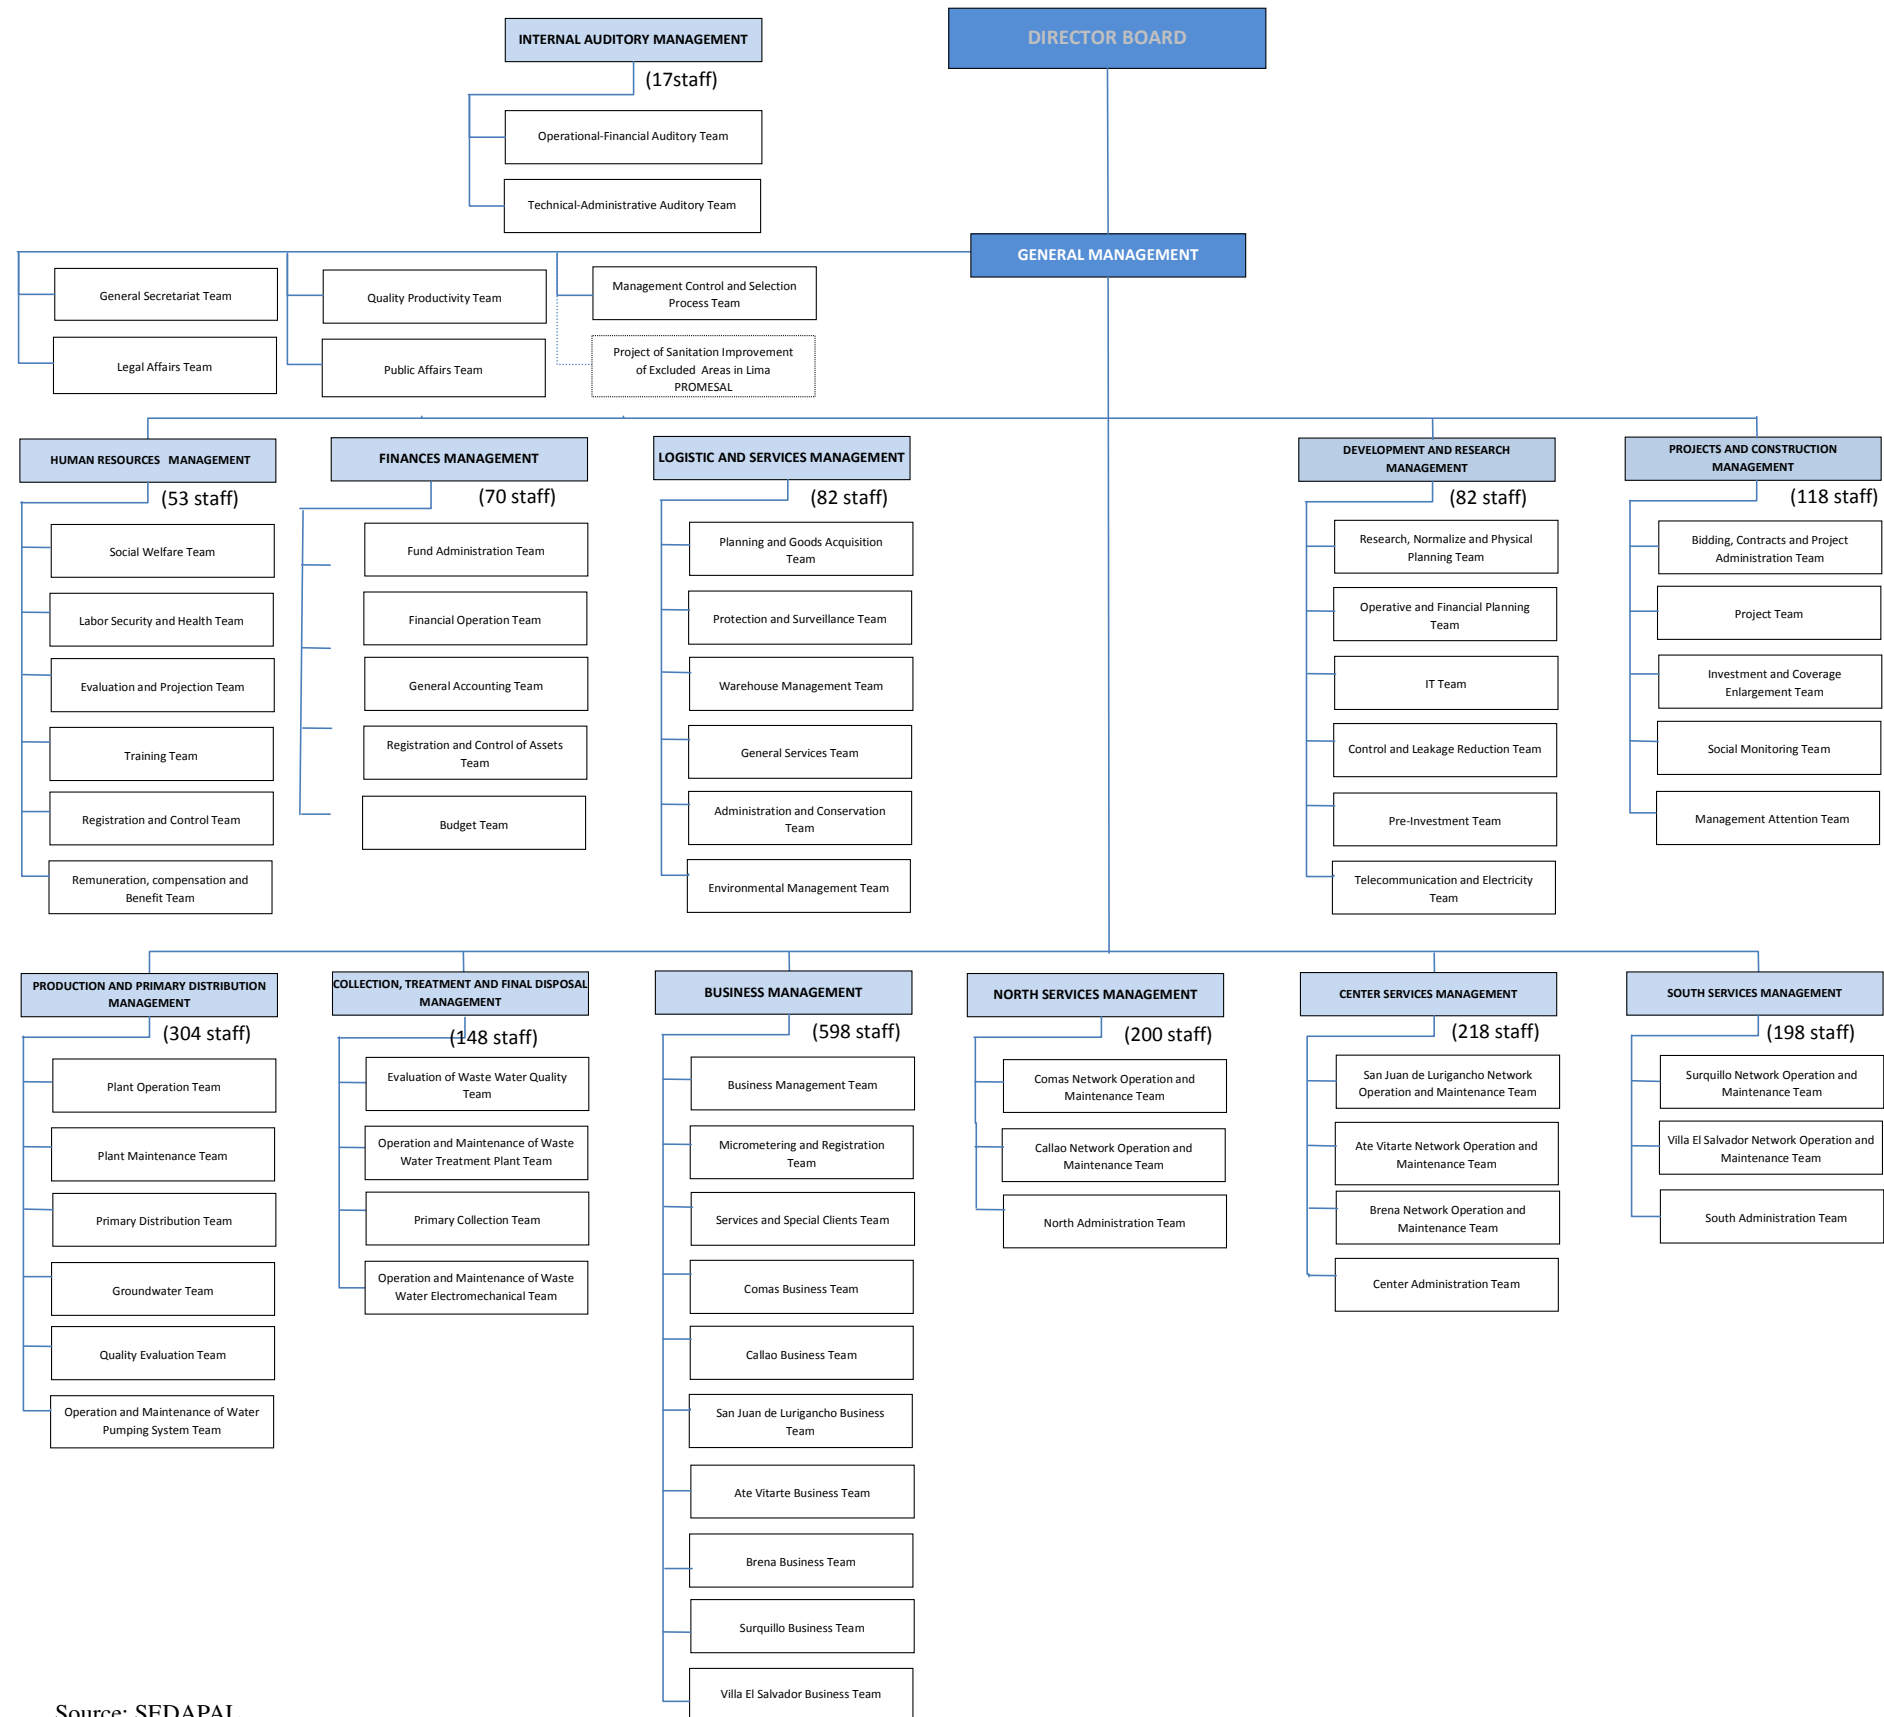 INTERNAL AUDITORY MANAGEMENT
DIRECTOR BOARD
(17staff)
Operational-Financial Auditory Team
Technical-Administrative Auditory Team
GENERAL MANAGEMENT
General Secretariat Team
Legal Affairs Team
Quality Productivity Team
Public Affairs Team
Management Control and Selection
Process Team
Project of Sanitation Improvement
of Excluded Areas in Lima
PROMESAL
HUMAN RESOURCES MANAGEMENT
(53 staff)
Social Welfare Team
Labor Security and Health Team
Evaluation and Projection Team
Training Team
Registration and Control Team
Remuneration, compensation and
Benefit Team
FINANCES MANAGEMENT
(70 staff)
Fund Administration Team
Financial Operation Team
General Accounting Team
Registration and Control of Assets
Team
Budget Team
LOGISTIC AND SERVICES MANAGEMENT
(82 staff)
Planning and Goods Acquisition
Team
Protection and Surveillance Team
Warehouse Management Team
General Services Team
Administration and Conservation
Team
Environmental Management Team
DEVELOPMENT AND RESEARCH
MANAGEMENT
(82 staff)
Research, Normalize and Physical
Planning Team
Operative and Financial Planning
Team
IT Team
Control and Leakage Reduction Team
Pre-Investment Team
Telecommunication and Electricity
Team
PROJECTS AND CONSTRUCTION
MANAGEMENT
(118 staff)
Bidding, Contracts and Project
Administration Team
Project Team
Investment and Coverage
Enlargement Team
Social Monitoring Team
Management Attention Team
PRODUCTION AND PRIMARY DISTRIBUTION
MANAGEMENT
(304 staff)
Plant Operation Team
Plant Maintenance Team
Primary Distribution Team
Groundwater Team
Quality Evaluation Team
Operation and Maintenance of Water
Pumping System Team
COLLECTION, TREATMENT AND FINAL DISPOSAL
MANAGEMENT
(148 staff)
Evaluation of Waste Water Quality
Team
Operation and Maintenance of Waste
Water Treatment Plant Team
Primary Collection Team
Operation and Maintenance of Waste
Water Electromechanical Team
BUSINESS MANAGEMENT
(598 staff)
Business Management Team
Micrometering and Registration
Team
Services and Special Clients Team
Comas Business Team
Callao Business Team
San Juan de Lurigancho Business
Team
Ate Vitarte Business Team
Brena Business Team
Surquillo Business Team
Villa El Salvador Business Team
NORTH SERVICES MANAGEMENT
(200 staff)
Comas Network Operation and
Maintenance Team
Callao Network Operation and
Maintenance Team
North Administration Team
CENTER SERVICES MANAGEMENT
(218 staff)
San Juan de Lurigancho Network
Operation and Maintenance Team
Ate Vitarte Network Operation and
Maintenance Team
Brena Network Operation and
Maintenance Team
Center Administration Team
SOUTH SERVICES MANAGEMENT
(198 staff)
Surquillo Network Operation and
Maintenance Team
Villa El Salvador Network Operation and
Maintenance Team
South Administration Team
Source: SEDAPAL